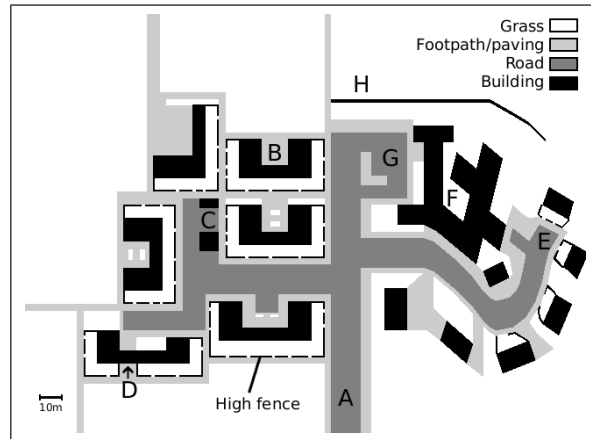 Grass
Footpath/paving
Road
Building
H
B
G
F
C
E
D
A
10m
High fence